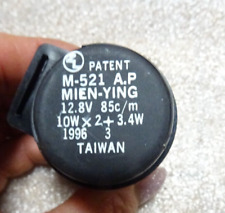 PATENT
M-521 A.P
MIEN-YING
12.8V 85c/m
10W×2+3.4W
1996 3
TAIWAN